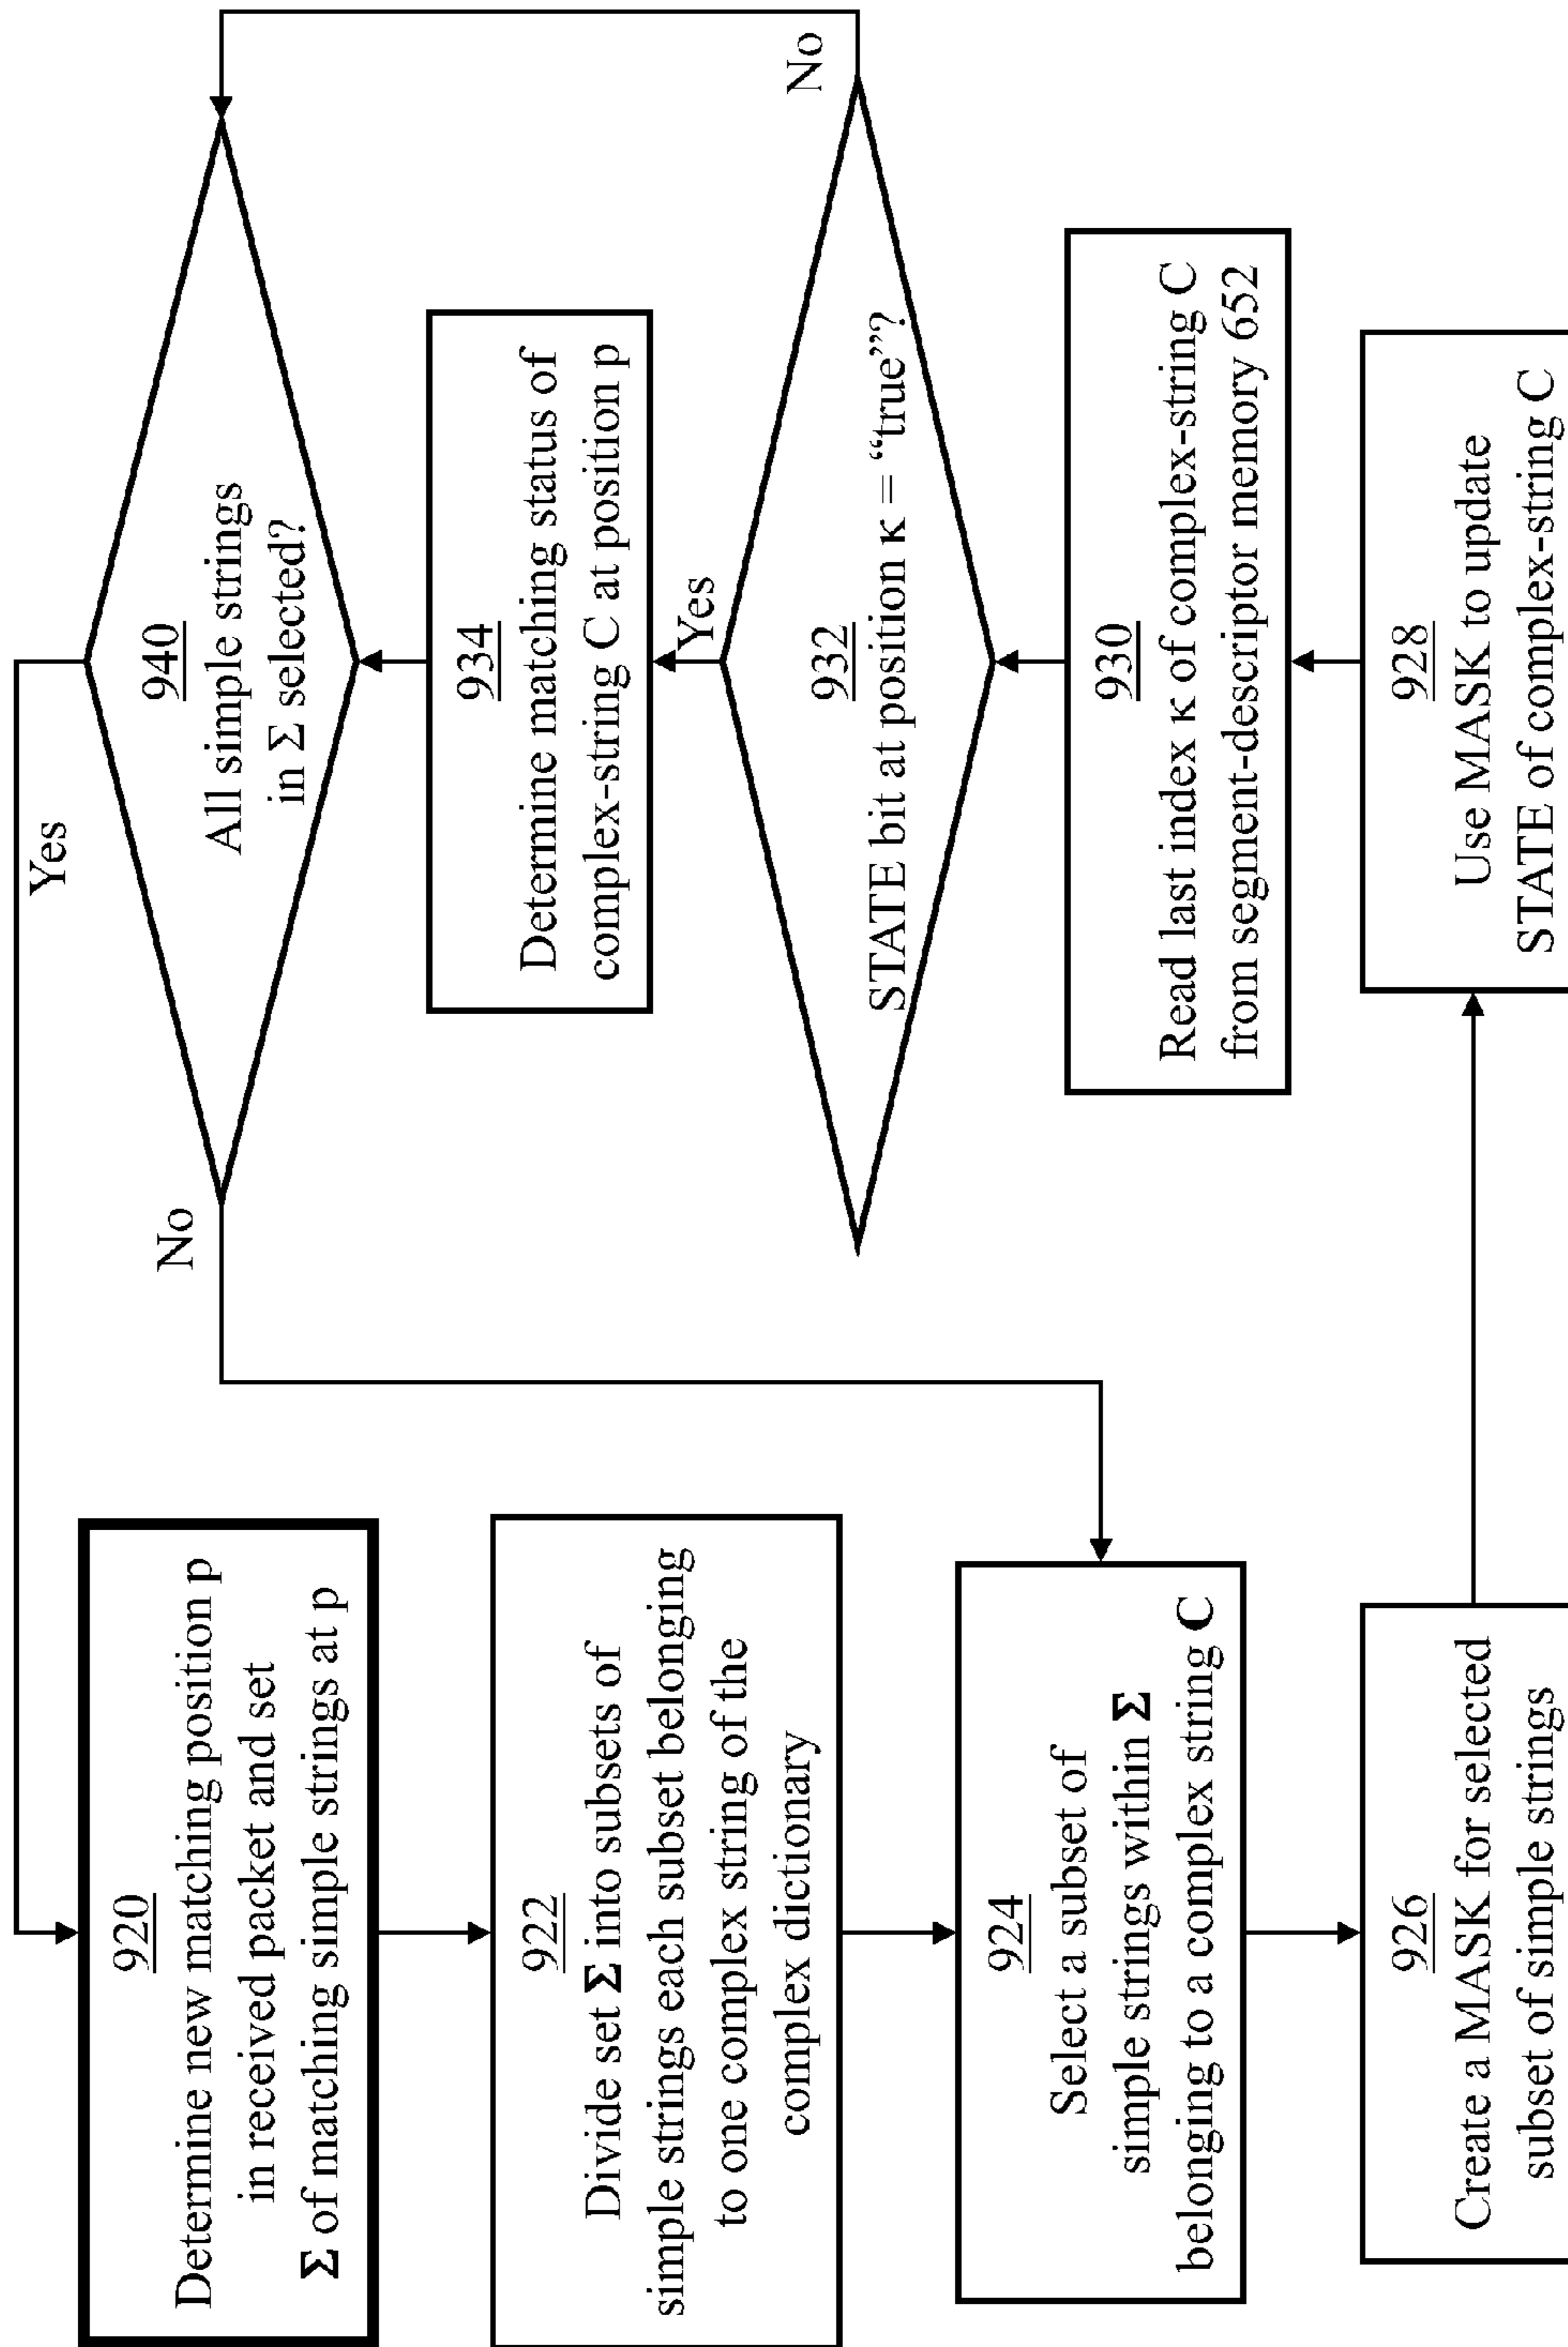 920
Determine new matching position p
in received packet and set
Σ of matching simple strings at p
922
Divide set Σ into subsets of
simple strings each subset belonging
to one complex string of the
complex dictionary
924
Select a subset of
simple strings within Σ
belonging to a complex string C
926
Create a MASK for selected
subset of simple strings
928
Use MASK to update
STATE of complex-string C
930
Read last index κ of complex-string C
from segment-descriptor memory 652
932
STATE bit at position κ = “true”?
Yes
No
934
Determine matching status of
complex-string C at position p
940
All simple strings
in Σ selected?
Yes
No